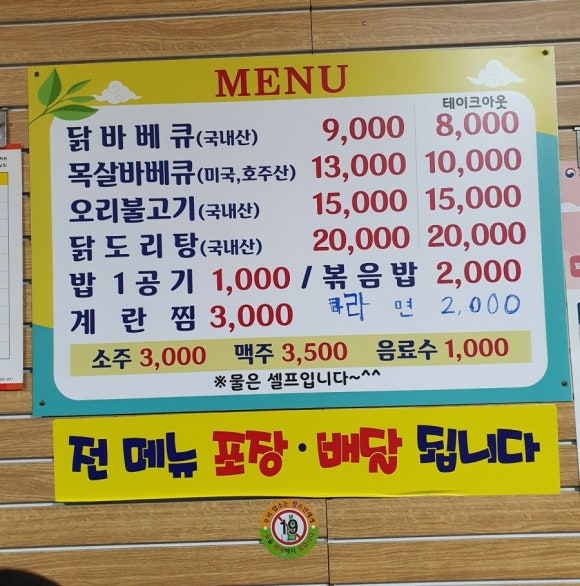 MENU
테이크아웃
닭바베큐(국내산) 9,000 8,000
목살바베큐(미국,호주산) 13,000 10,000
오리불고기(국내산) 15,000 15,000
닭도리탕(국내산) 20,000 20,000
밥 1공기 1,000 / 볶음밥 2,000
계란찜 3,000 라면 2,000
소주 3,000 맥주 3,500 음료수 1,000
※물은 셀프입니다~^^
전 메뉴 포장·배달 됩니다
19